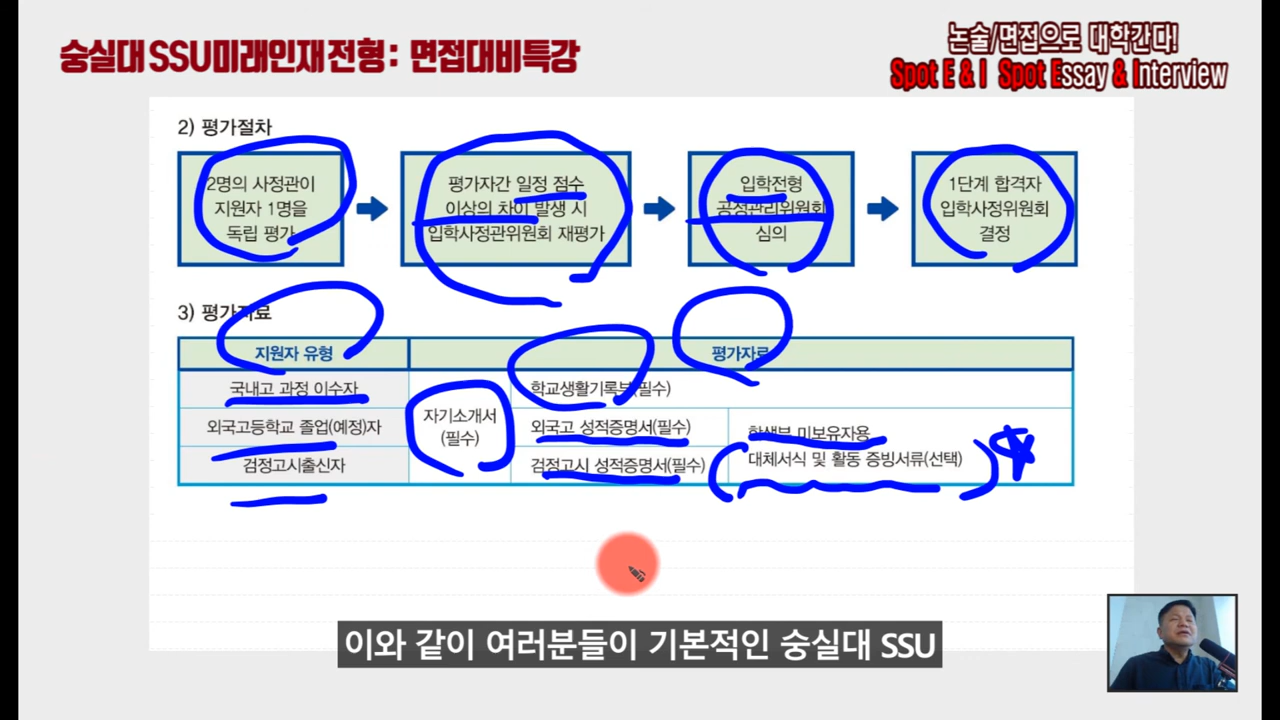 숭실대 SSU미래인재 전형 : 면접대비특강
논술/면접으로 대학간다!
Spot E & I Spot Essay & Interview
2) 평가절차
2명의 사정관이
지원자 1명을
독립 평가
평가자간 일정 점수
이상의 차이 발생 시
입학사정관위원회 재평가
입학전형
공정관리위원회
심의
1단계 합격자
입학사정위원회
결정
3) 평가자료
지원자 유형
평가자료
국내고 과정 이수자
학교생활기록부(필수)
외국고등학교 졸업(예정)자
자기소개서
(필수)
외국고 성적증명서(필수)
학생부 미보유자용
대체서식 및 활동 증빙서류(선택)
검정고시출신자
검정고시 성적증명서(필수)
이와 같이 여러분들이 기본적인 숭실대 SSU